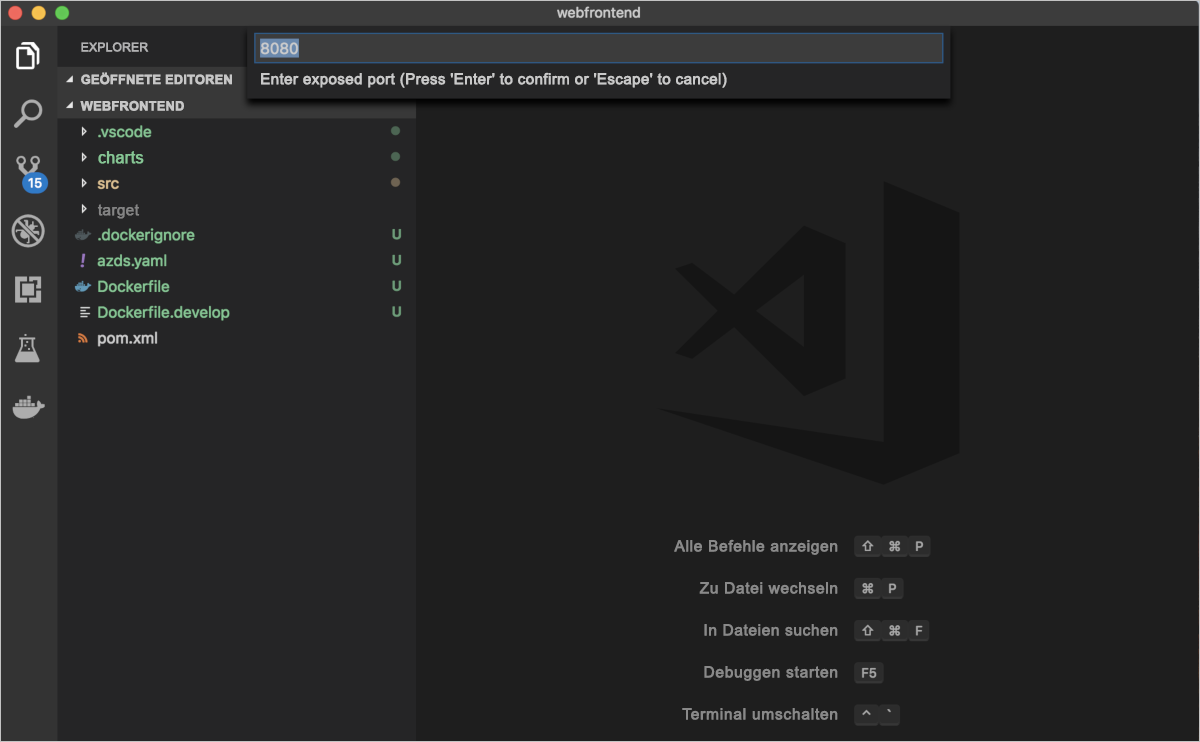 webfrontend
EXPLORER
8080
Enter exposed port (Press 'Enter' to confirm or 'Escape' to cancel)
GEÖFFNETE EDITOREN
WEBFRONTEND
.vscode
charts
src
target
.dockerignore U
! azds.yaml U
Dockerfile U
Dockerfile.develop U
pom.xml
15
Alle Befehle anzeigen ⇧ ⌘ P
Zu Datei wechseln ⌘ P
In Dateien suchen ⇧ ⌘ F
Debuggen starten F5
Terminal umschalten ^ `